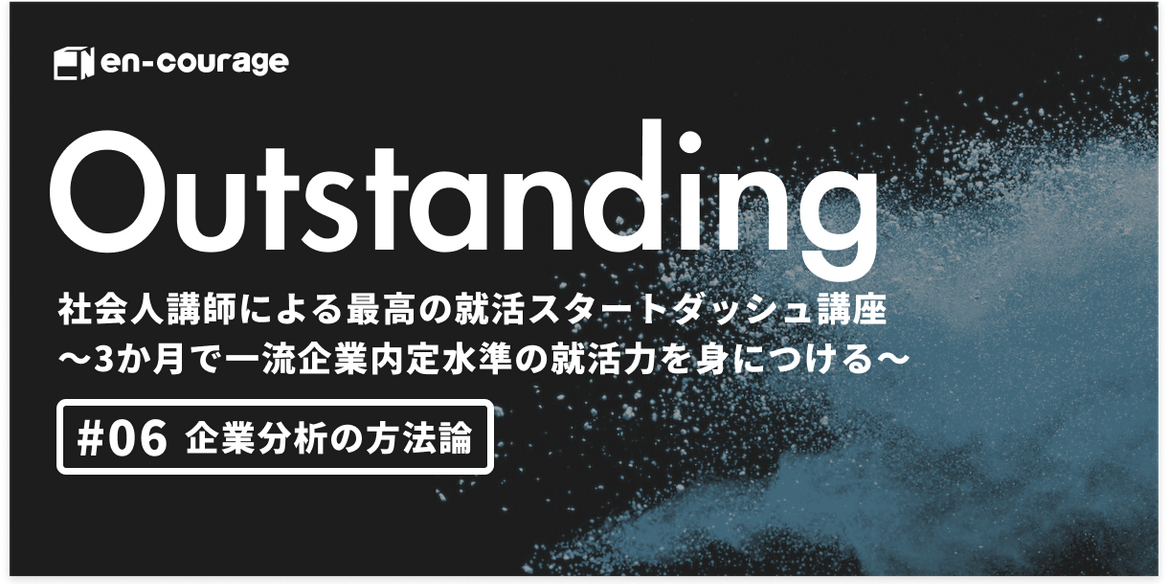 en-courage
Outstanding
社会人講師による最高の就活スタートダッシュ講座
〜3か月で一流企業内定水準の就活力を身につける〜
#06 企業分析の方法論